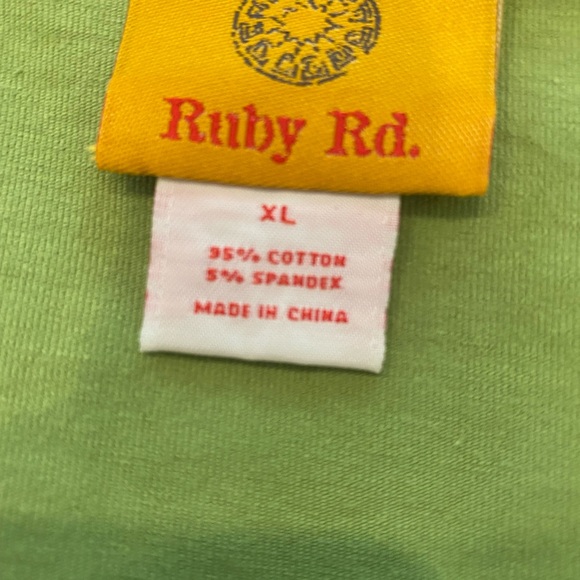 Ruby Rd.
XL
95% COTTON
5% SPANDEX
MADE IN CHINA